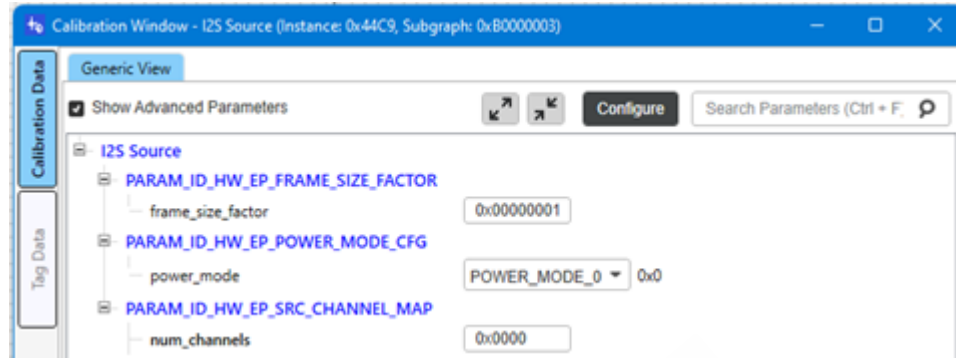 Calibration Window - I2S Source (Instance: 0x44C9, Subgraph: 0xB0000003)
Calibration Data
Tag Data
Generic View
Show Advanced Parameters
Configure
Search Parameters (Ctrl + F
I2S Source
PARAM_ID_HW_EP_FRAME_SIZE_FACTOR
frame_size_factor 0x00000001
PARAM_ID_HW_EP_POWER_MODE_CFG
power_mode POWER_MODE_0 0x0
PARAM_ID_HW_EP_SRC_CHANNEL_MAP
num_channels 0x0000